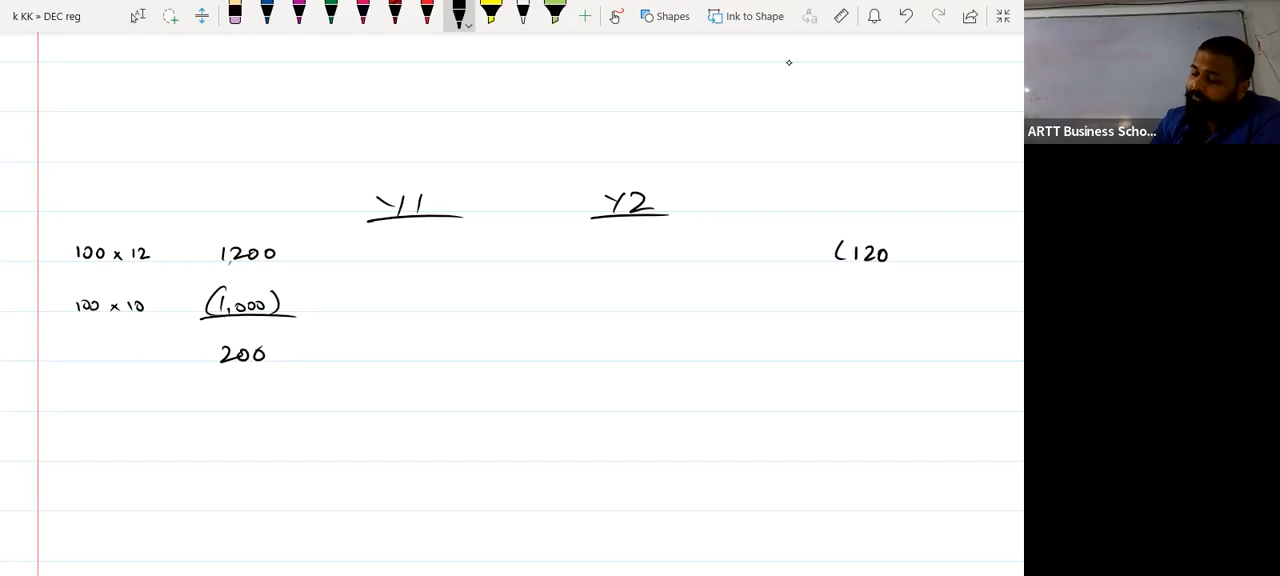 k KK » DEC reg
Shapes
Ink to Shape
ARTT Business Scho...
Y1 Y2
100 x 12 1200 (120
100 x 10 (1,000)
200